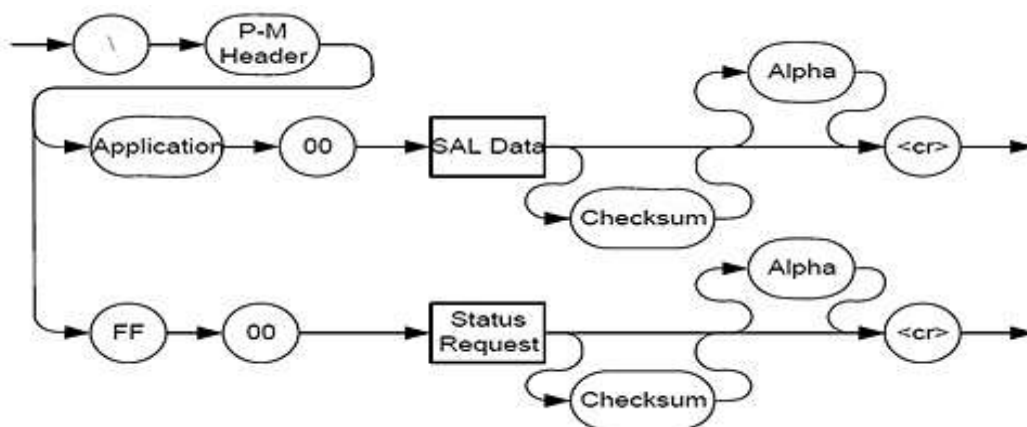 \
P-M
Header
Alpha
Application
00
SAL Data
<cr>
Checksum
Alpha
FF
00
Status
Request
<cr>
Checksum